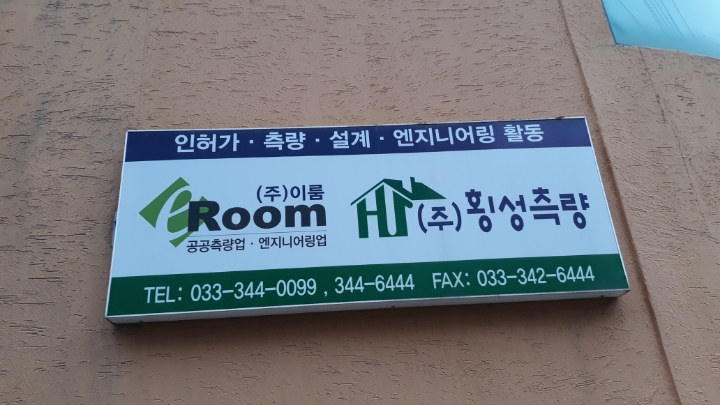 인허가 · 측량 · 설계 · 엔지니어링 활동
(주)이룸
eRoom
공공측량업 · 엔지니어링업
HJ (주)횡성측량
TEL: 033-344-0099 , 344-6444 FAX: 033-342-6444